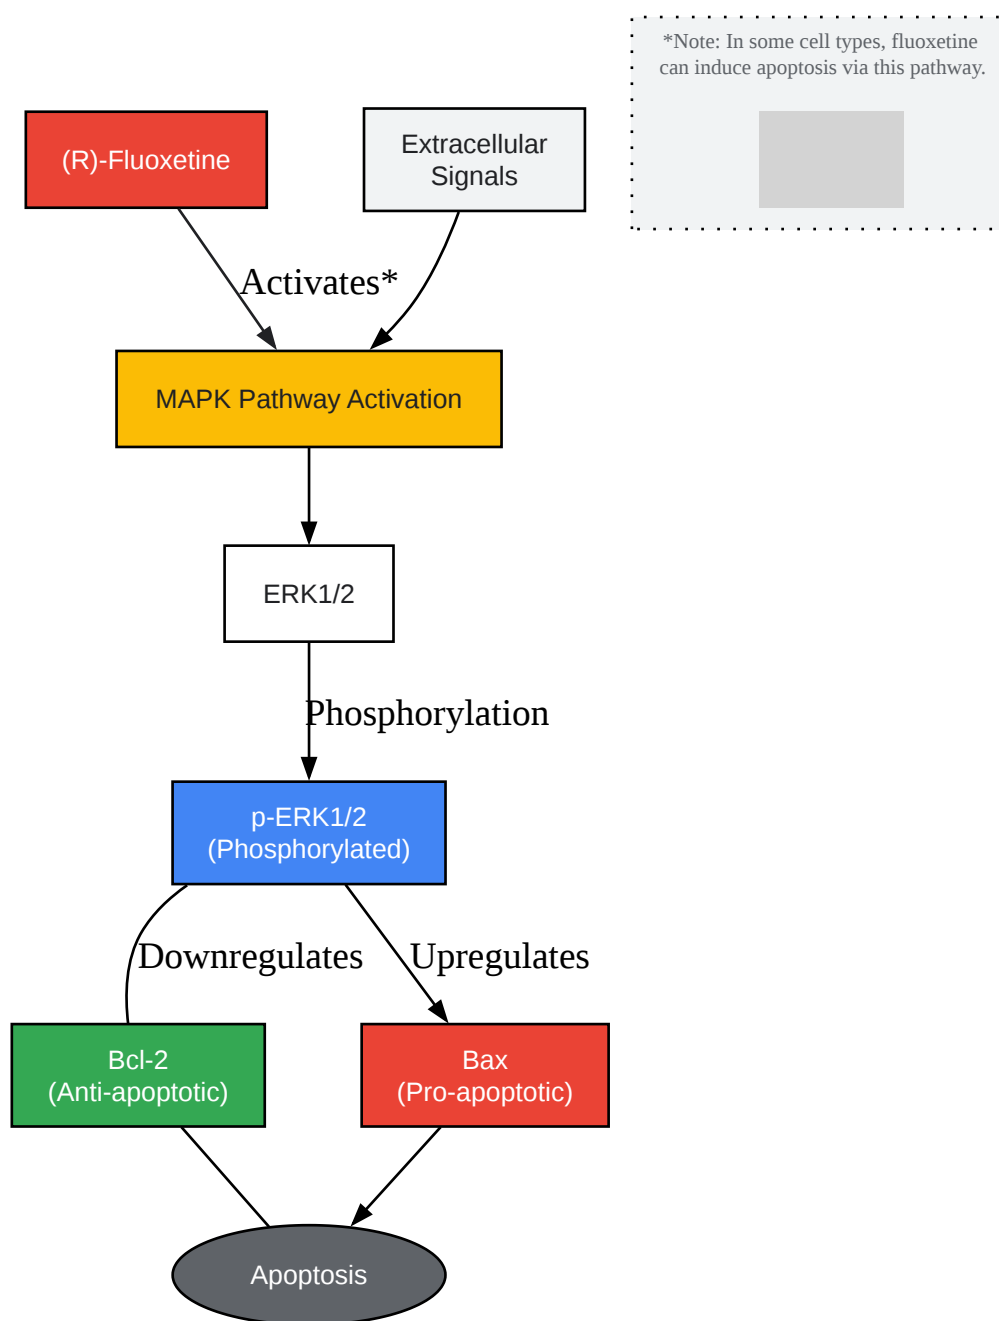 *Note: In some cell types, fluoxetine
can induce apoptosis via this pathway.
(R)-Fluoxetine
Extracellular
Signals
Activates*
MAPK Pathway Activation
ERK1/2
Phosphorylation
p-ERK1/2
(Phosphorylated)
Downregulates
Upregulates
Bcl-2
(Anti-apoptotic)
Bax
(Pro-apoptotic)
Apoptosis